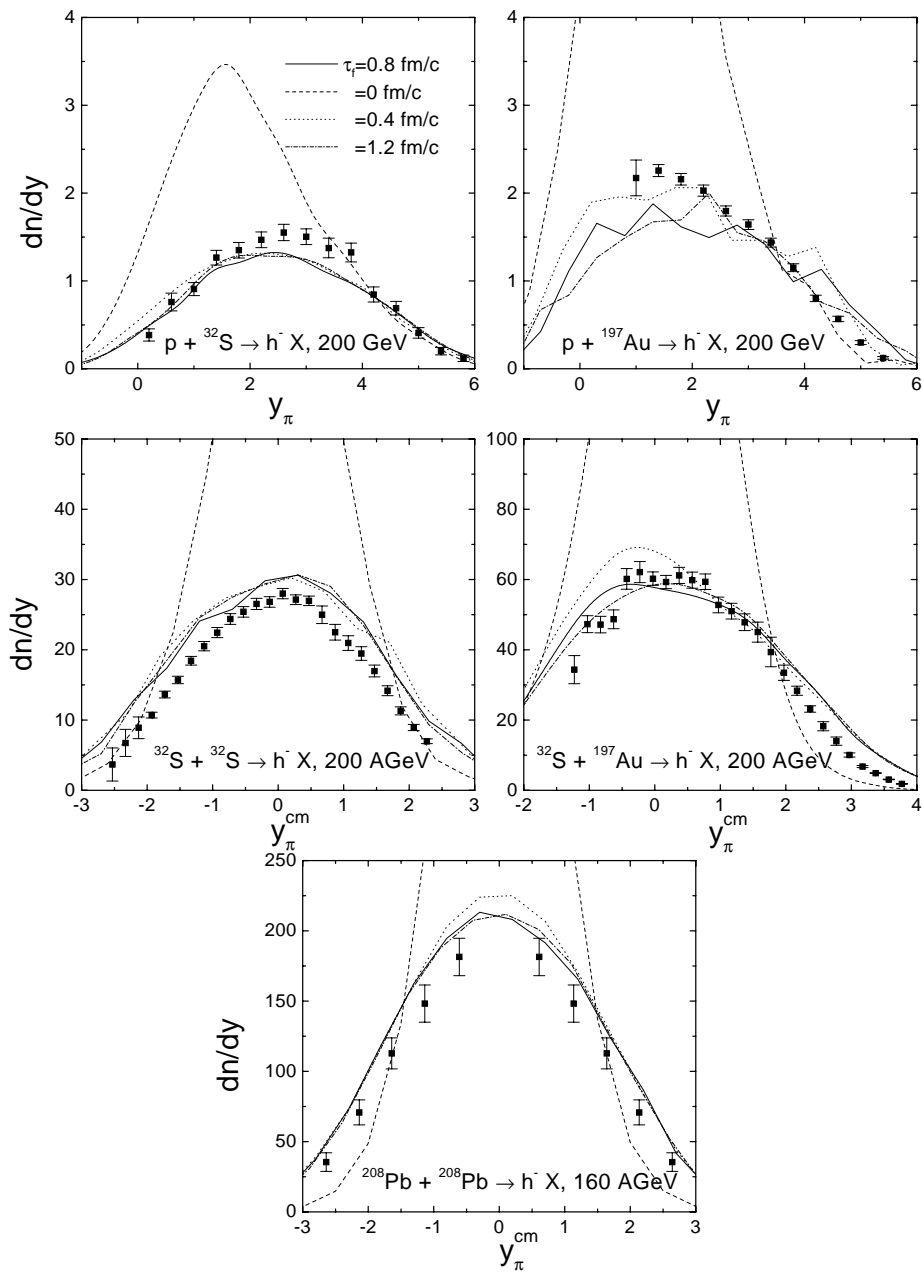 4
3
2
1
0
dn/dy
τf=0.8 fm/c
=0 fm/c
=0.4 fm/c
=1.2 fm/c
p + 32S → h- X, 200 GeV
0 2 4 6
yπ
4
3
2
1
0
p + 197Au → h- X, 200 GeV
0 2 4 6
yπ
50
40
30
20
10
0
dn/dy
32S + 32S → h- X, 200 AGeV
-3 -2 -1 0 1 2 3
yπcm
100
80
60
40
20
0
32S + 197Au → h- X, 200 AGeV
-2 -1 0 1 2 3 4
yπcm
250
200
150
100
50
0
dn/dy
208Pb + 208Pb → h- X, 160 AGeV
-3 -2 -1 0 1 2 3
yπcm